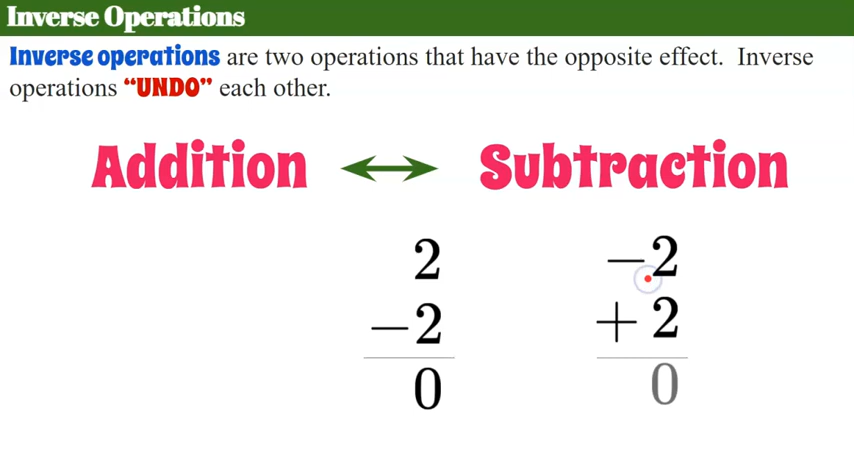 Inverse Operations
Inverse operations are two operations that have the opposite effect. Inverse
operations “UNDO” each other.
Addition Subtraction
2 −2
−2 + 2
0 0